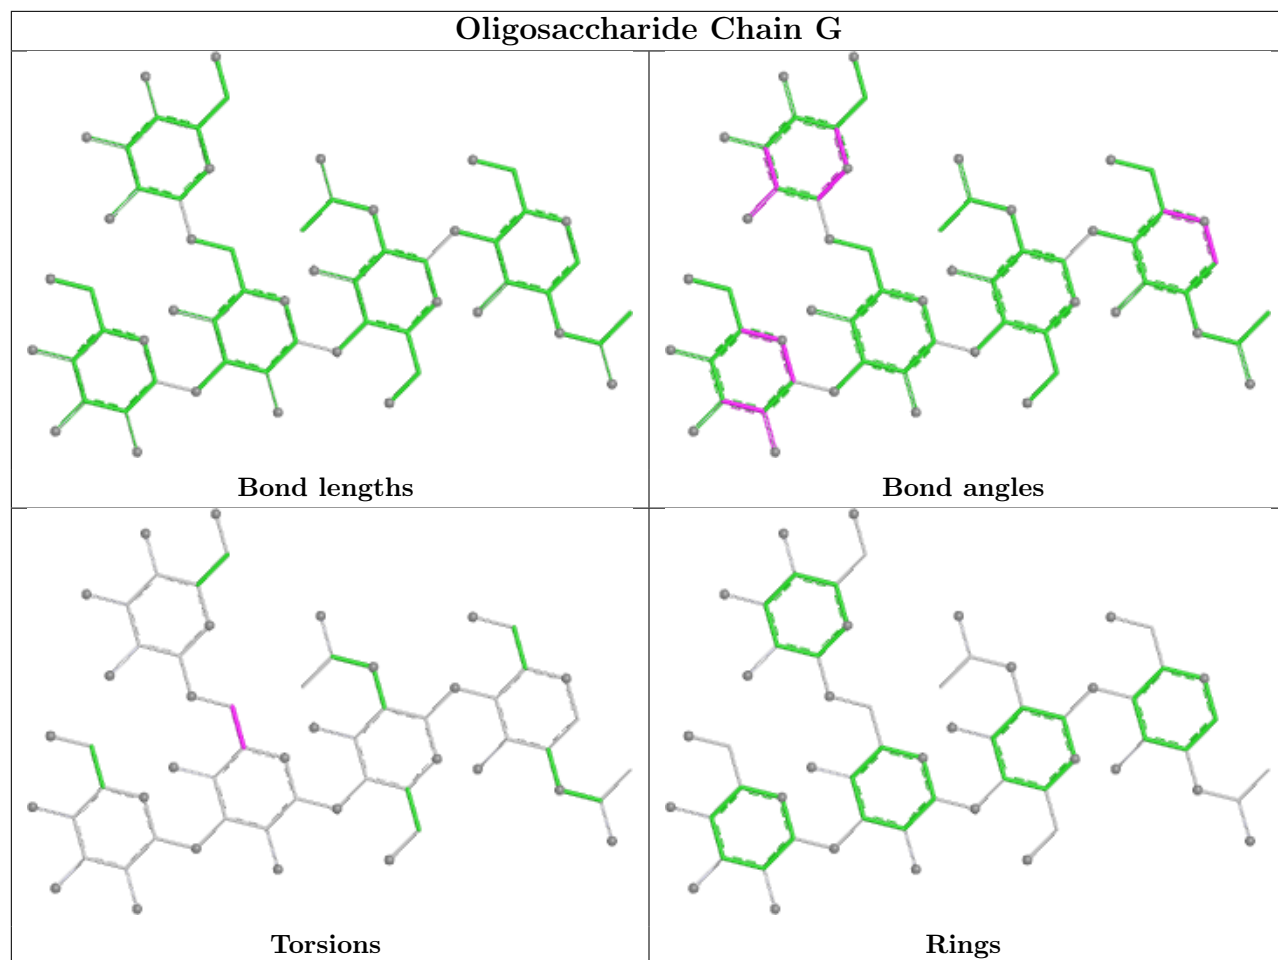 Oligosaccharide Chain G
Bond lengths
Bond angles
Torsions
Rings